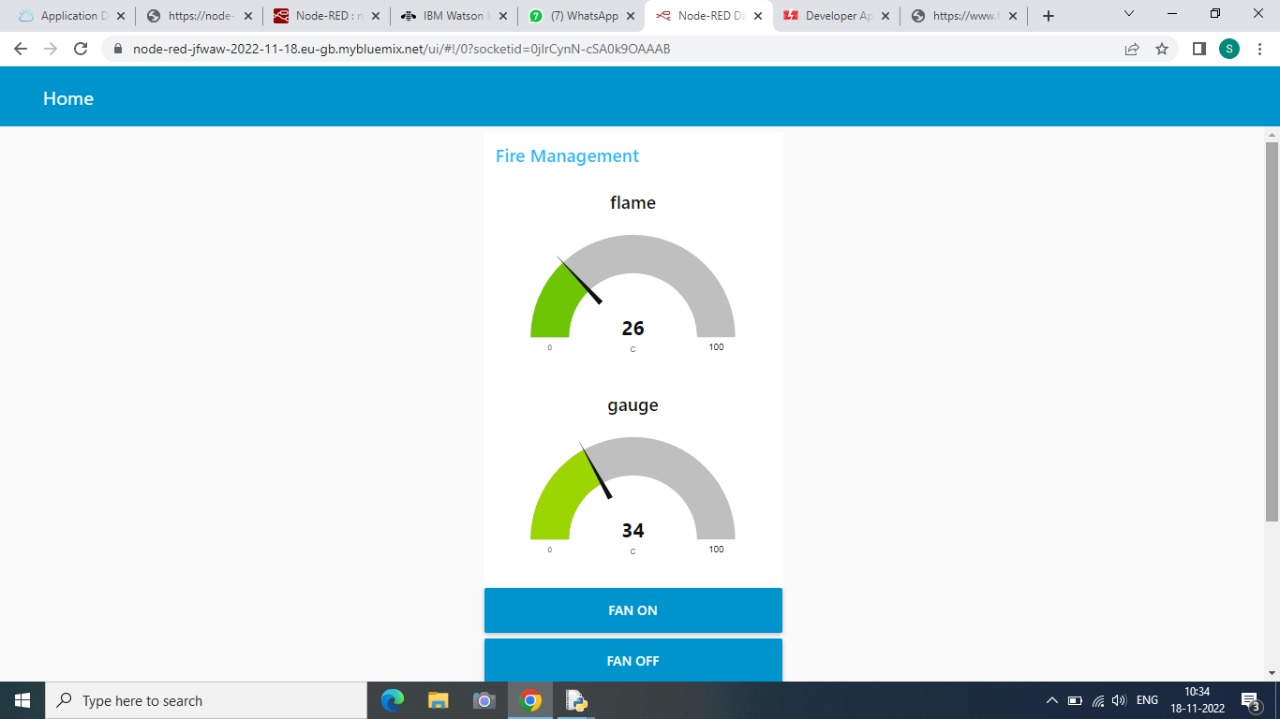 Application D
https://node-
Node-RED : n
IBM Watson
(7) WhatsApp
Node-RED Da
Developer Ap
https://www.f
node-red-jfwaw-2022-11-18.eu-gb.mybluemix.net/ui/#!/0?socketid=0jIrCynN-cSA0k9OAAAB
S
Home
Fire Management
flame
26
C
0
100
gauge
34
C
0
100
FAN ON
FAN OFF
Type here to search
ENG
10:34
18-11-2022
3